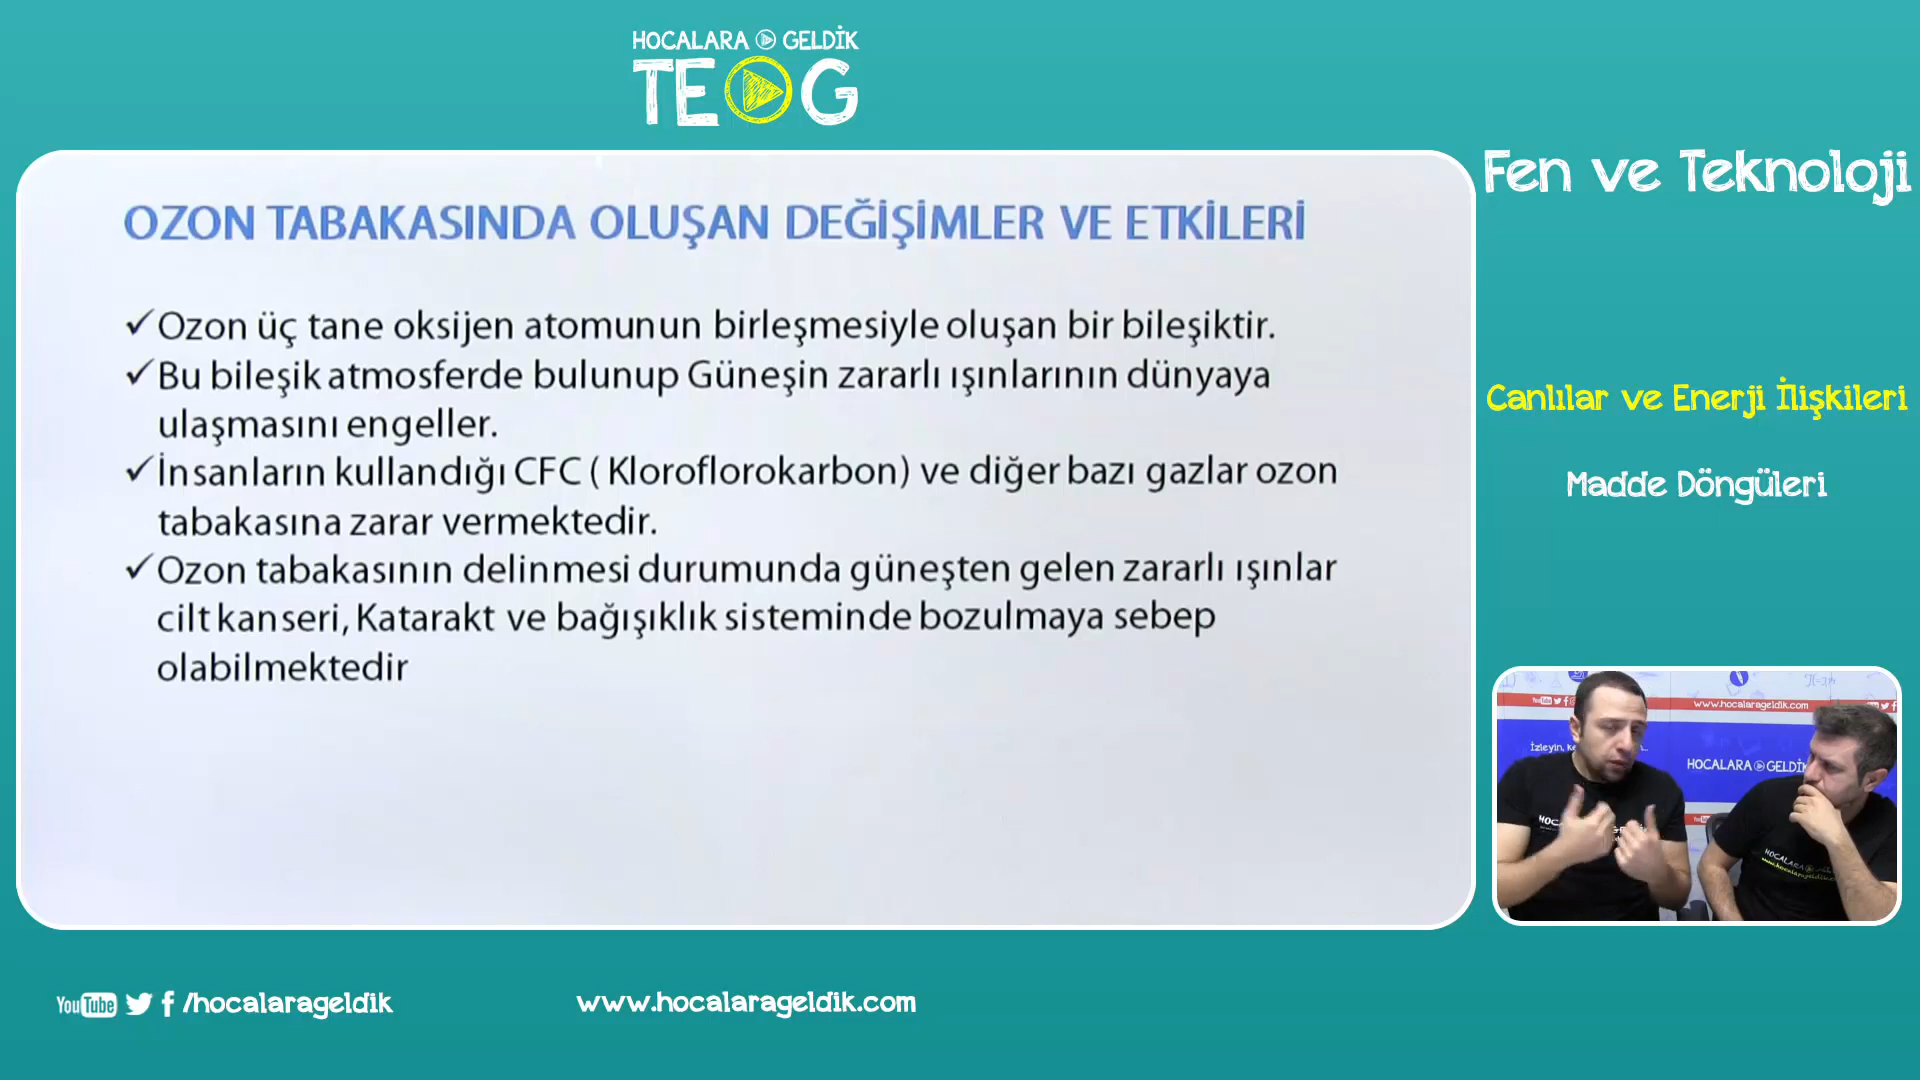 HOCALARA GELDİK
TEOG
Fen ve Teknoloji
OZON TABAKASINDA OLUŞAN DEĞİŞİMLER VE ETKİLERİ
✓Ozon üç tane oksijen atomunun birleşmesiyle oluşan bir bileşiktir.
✓Bu bileşik atmosferde bulunup Güneşin zararlı ışınlarının dünyaya
ulaşmasını engeller.
✓İnsanların kullandığı CFC ( Kloroflorokarbon) ve diğer bazı gazlar ozon
tabakasına zarar vermektedir.
✓Ozon tabakasının delinmesi durumunda güneşten gelen zararlı ışınlar
cilt kanseri, Katarakt ve bağışıklık sisteminde bozulmaya sebep
olabilmektedir
Canlılar ve Enerji İlişkileri
Madde Döngüleri
YouTube
www.hocalarageldik.com
İzleyin,
HOCALARA GELDİK
YouTube /hocalarageldik
www.hocalarageldik.com